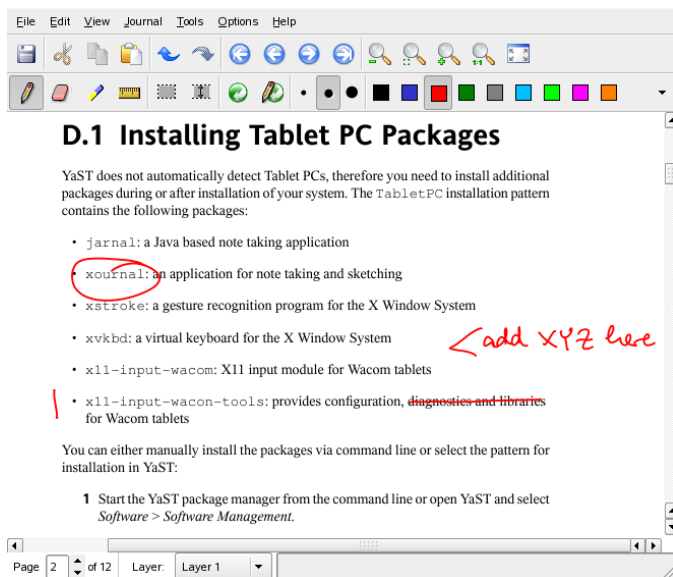 File Edit View Journal Tools Options Help
D.1 Installing Tablet PC Packages
YaST does not automatically detect Tablet PCs, therefore you need to install additional
packages during or after installation of your system. The TabletPC installation pattern
contains the following packages:
• jarnal: a Java based note taking application
• xournal: an application for note taking and sketching
• xstroke: a gesture recognition program for the X Window System
• xvkbd: a virtual keyboard for the X Window System
add XYZ here
• x11-input-wacom: X11 input module for Wacom tablets
• x11-input-wacon-tools: provides configuration, diagnostics and libraries
for Wacom tablets
You can either manually install the packages via command line or select the pattern for
installation in YaST:
1 Start the YaST package manager from the command line or open YaST and select
Software > Software Management.
Page 2 of 12 Layer: Layer 1